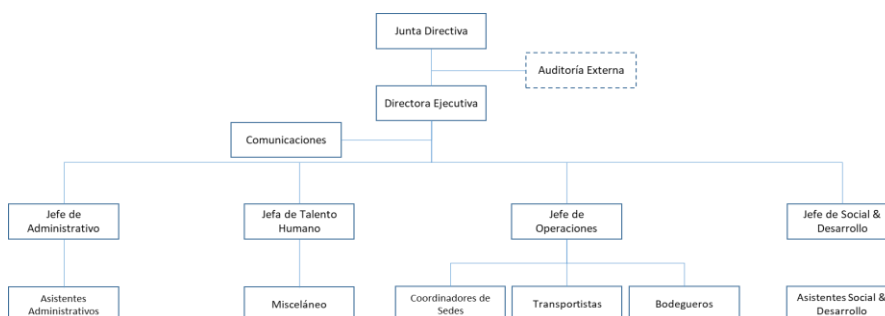 Junta Directiva
Auditoría Externa
Directora Ejecutiva
Comunicaciones
Jefe de
Administrativo
Jefa de Talento
Humano
Jefe de
Operaciones
Jefe de Social &
Desarrollo
Asistentes
Administrativos
Misceláneo
Coordinadores de
Sedes
Transportistas
Bodegueros
Asistentes Social &
Desarrollo